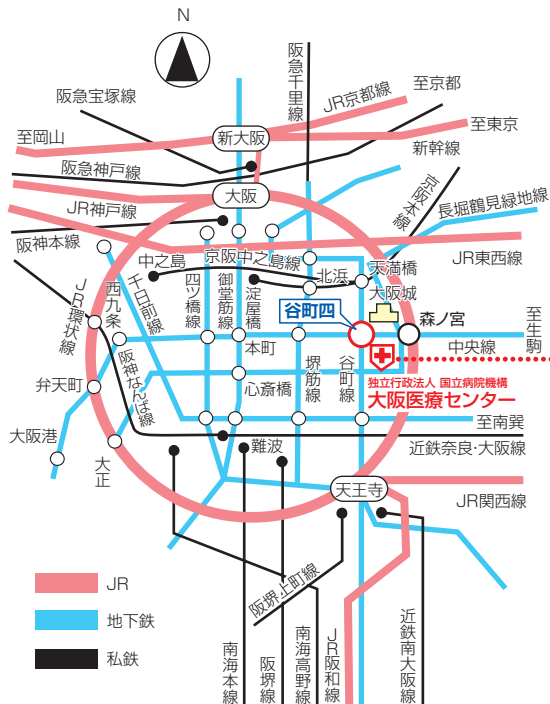 N
阪急千里線
JR京都線
至京都
阪急宝塚線
新大阪
至東京
至岡山
新幹線
阪急神戸線
大阪
京阪本線
長堀鶴見緑地線
JR神戸線
阪神本線
JR東西線
中之島
京阪中之島線
天満橋
北浜
大阪城
JR環状線
西九条
千日前線
四ツ橋線
御堂筋線
淀屋橋
谷町四
森ノ宮
至生駒
本町
堺筋線
谷町線
中央線
阪神なんば線
弁天町
心斎橋
独立行政法人 国立病院機構
大阪医療センター
大阪港
大正
難波
至南巽
近鉄奈良・大阪線
天王寺
JR関西線
阪堺上町線
JR
地下鉄
私鉄
南海本線
阪堺線
南海高野線
JR阪和線
近鉄南大阪線